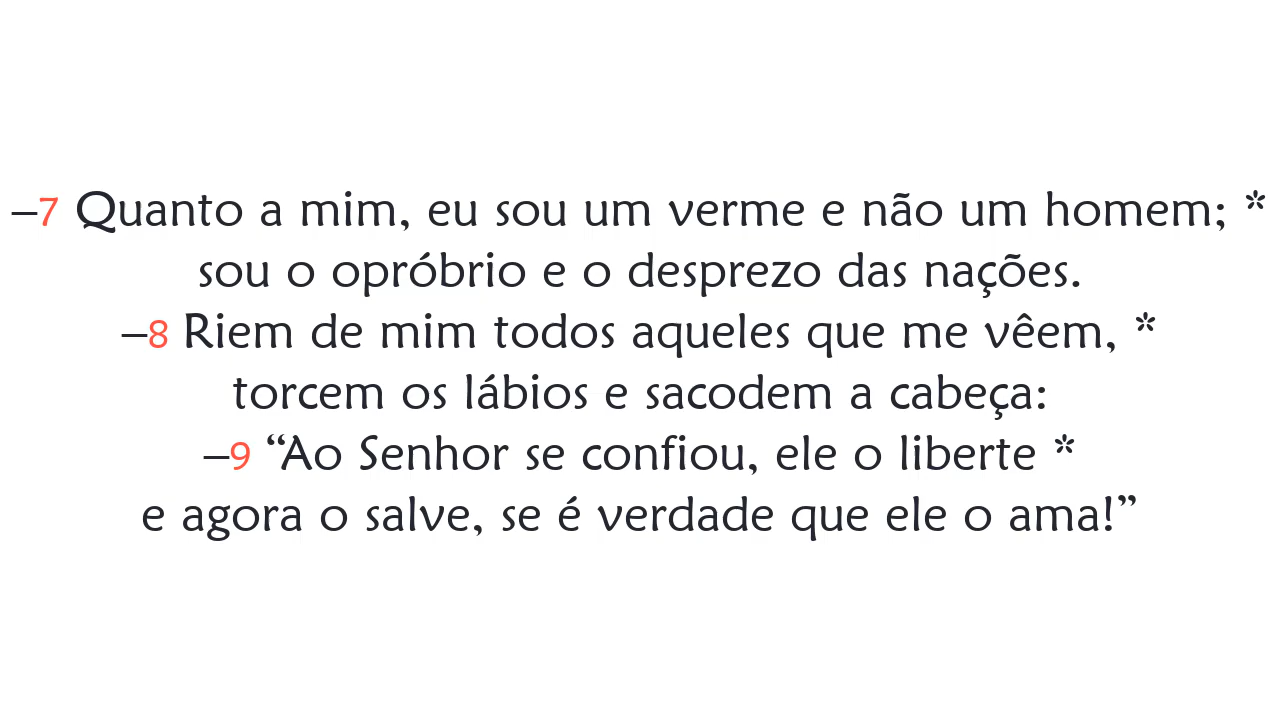 –7 Quanto a mim, eu sou um verme e não um homem; *
sou o opróbrio e o desprezo das nações.
–8 Riem de mim todos aqueles que me vêem, *
torcem os lábios e sacodem a cabeça:
–9 “Ao Senhor se confiou, ele o liberte *
e agora o salve, se é verdade que ele o ama!”